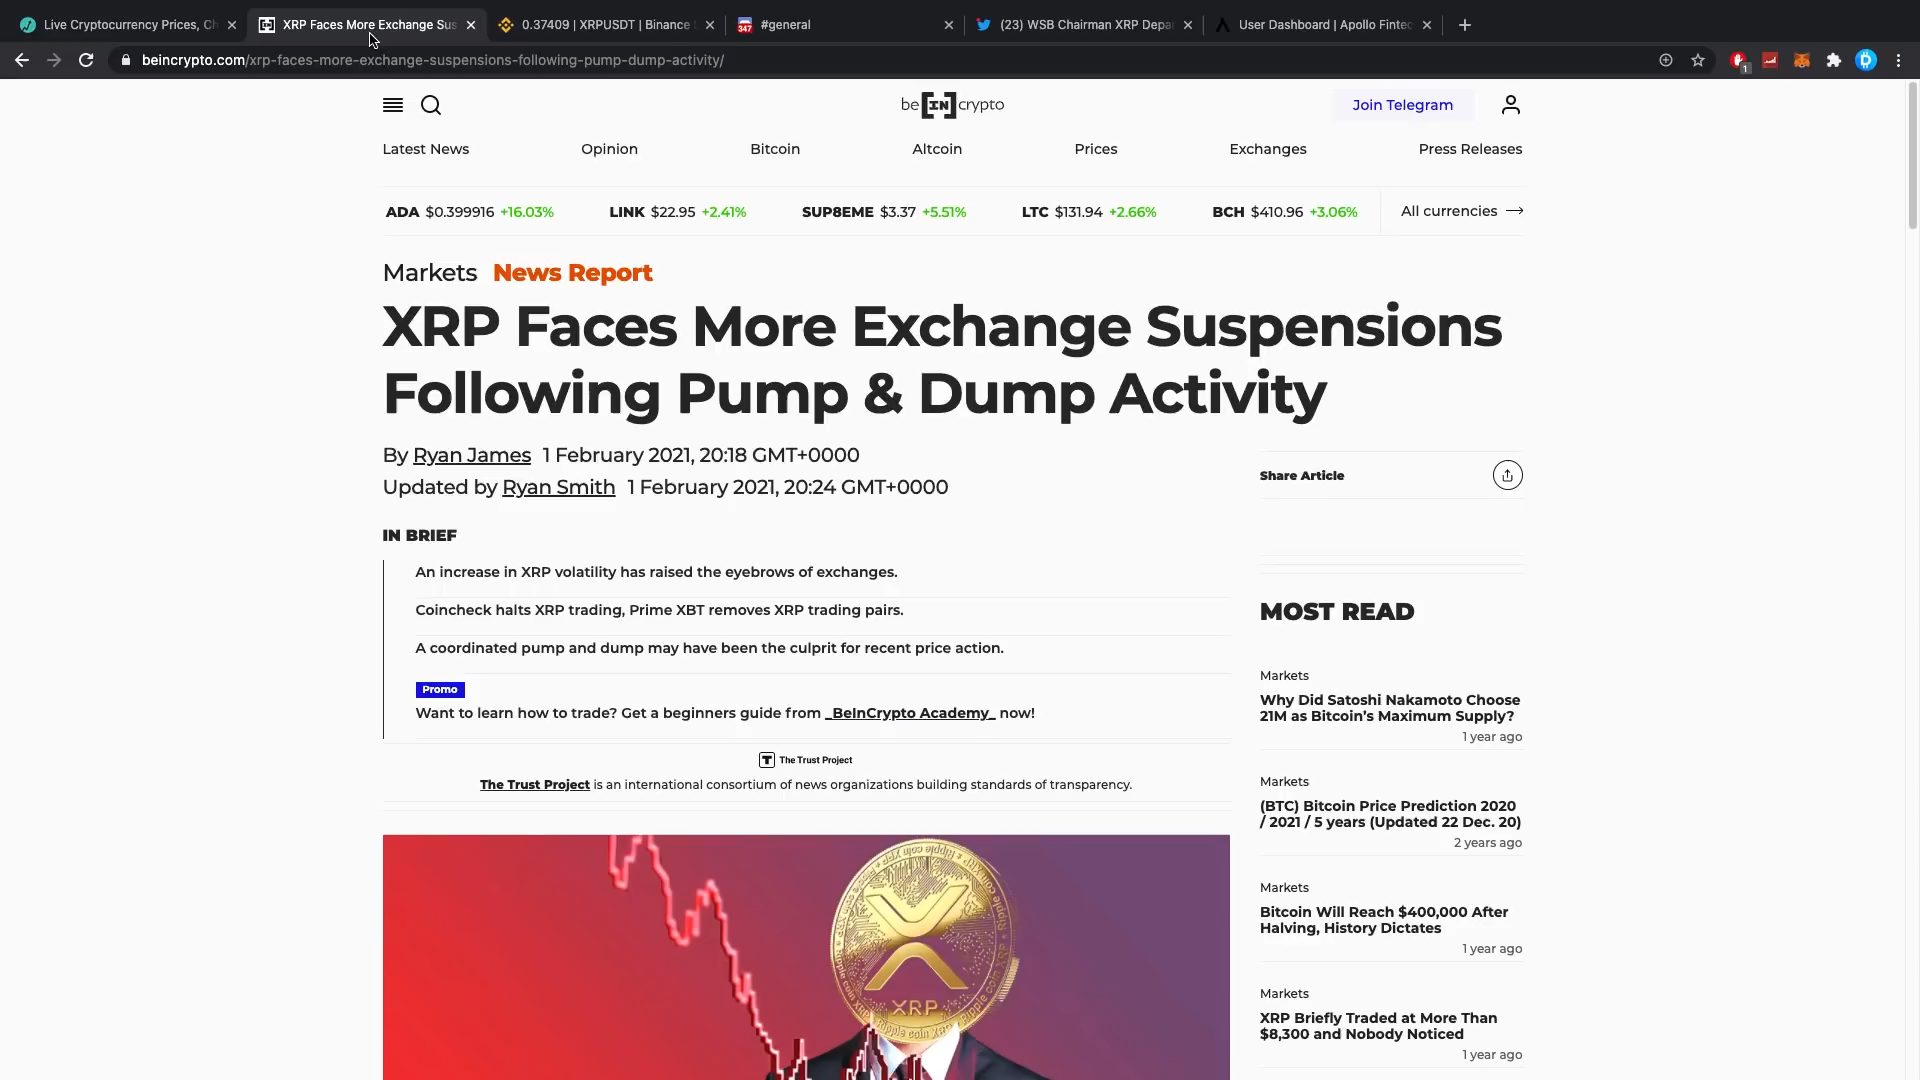 Live Cryptocurrency Prices, Ch
XRP Faces More Exchange Sus
0.37409 | XRPUSDT | Binance
347
#general
(23) WSB Chairman XRP Depa
User Dashboard | Apollo Fintec
beincrypto.com/xrp-faces-more-exchange-suspensions-following-pump-dump-activity/
1
be[IN]crypto
Join Telegram
Latest News
Opinion
Bitcoin
Altcoin
Prices
Exchanges
Press Releases
ADA $0.399916 +16.03%
LINK $22.95 +2.41%
SUP8EME $3.37 +5.51%
LTC $131.94 +2.66%
BCH $410.96 +3.06%
All currencies
Markets News Report
XRP Faces More Exchange Suspensions
Following Pump & Dump Activity
By Ryan James 1 February 2021, 20:18 GMT+0000
Updated by Ryan Smith 1 February 2021, 20:24 GMT+0000
Share Article
IN BRIEF
An increase in XRP volatility has raised the eyebrows of exchanges.
Coincheck halts XRP trading, Prime XBT removes XRP trading pairs.
A coordinated pump and dump may have been the culprit for recent price action.
Promo
Want to learn how to trade? Get a beginners guide from _BeInCrypto Academy_ now!
T The Trust Project
The Trust Project is an international consortium of news organizations building standards of transparency.
XRP
MOST READ
Markets
Why Did Satoshi Nakamoto Choose
21M as Bitcoin's Maximum Supply?
1 year ago
Markets
(BTC) Bitcoin Price Prediction 2020
/ 2021 / 5 years (Updated 22 Dec. 20)
2 years ago
Markets
Bitcoin Will Reach $400,000 After
Halving, History Dictates
1 year ago
Markets
XRP Briefly Traded at More Than
$8,300 and Nobody Noticed
1 year ago